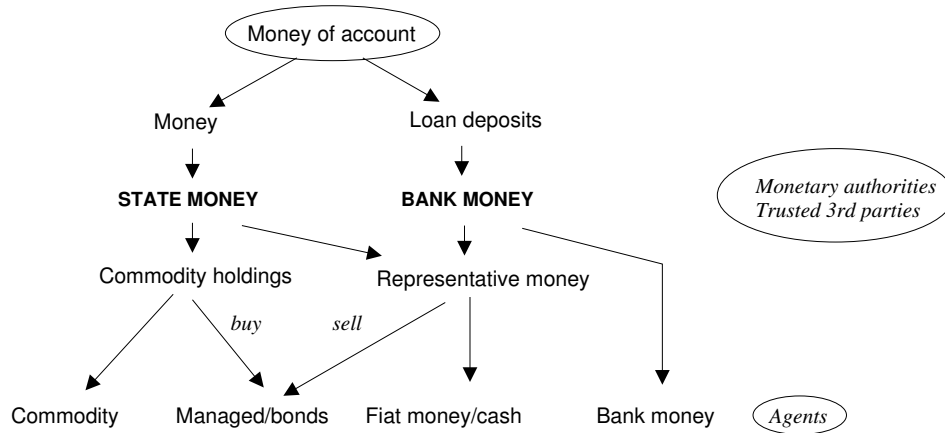 Money of account
Money
Loan deposits
STATE MONEY
BANK MONEY
Monetary authorities
Trusted 3rd parties
Commodity holdings
Representative money
buy
sell
Commodity
Managed/bonds
Fiat money/cash
Bank money
Agents